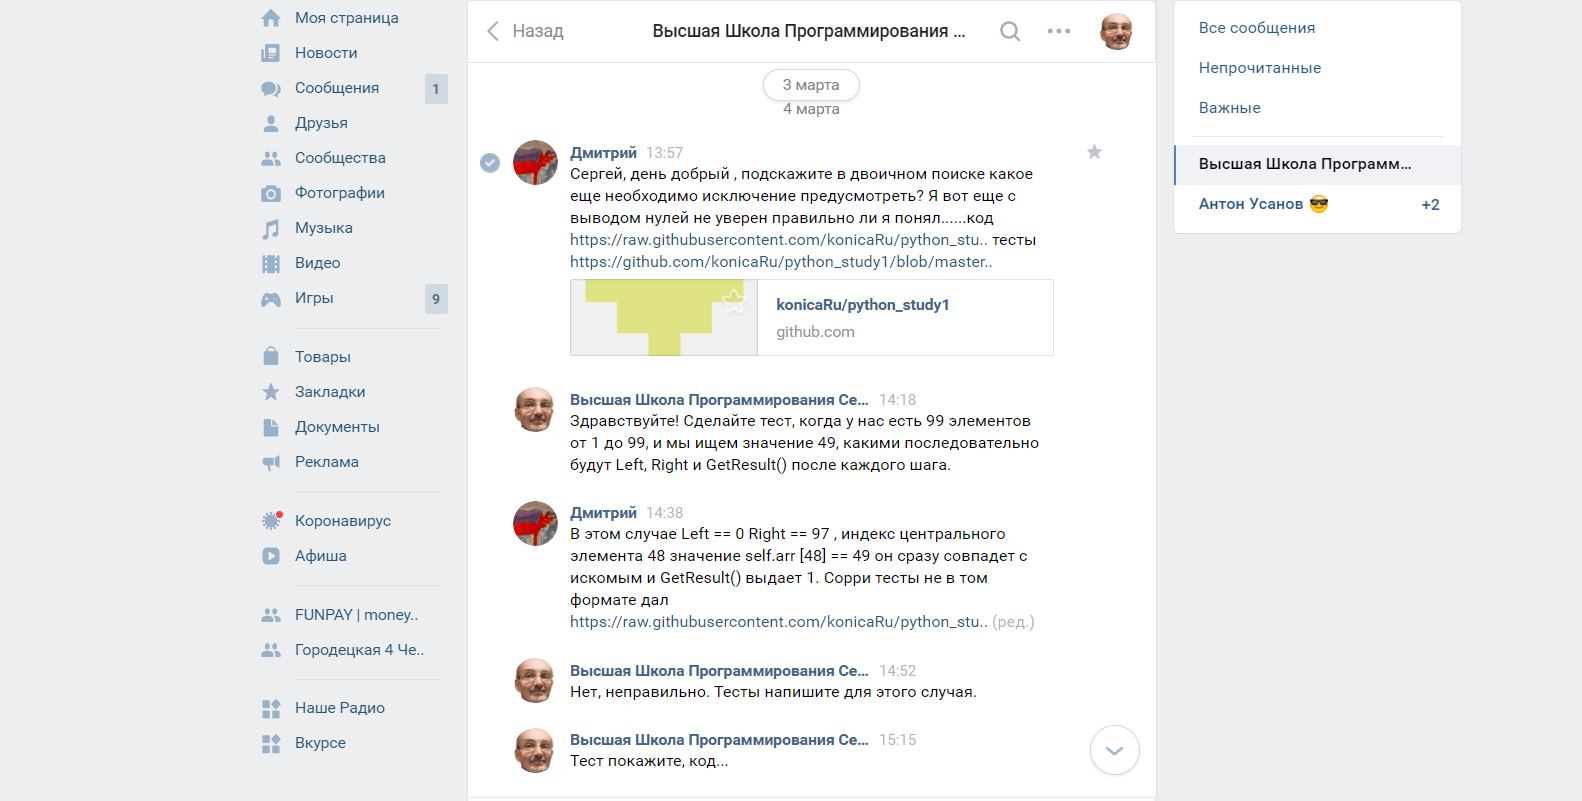 Моя страница
Новости
Сообщения
1
Друзья
Сообщества
Фотографии
Музыка
Видео
Игры
9
Товары
Закладки
Документы
Реклама
Коронавирус
Афиша
FUNPAY | money..
Городецкая 4 Че..
Наше Радио
Вкурсе
Назад
Высшая Школа Программирования ...
3 марта
4 марта
Дмитрий 13:57
Сергей, день добрый , подскажите в двоичном поиске какое
еще необходимо исключение предусмотреть? Я вот еще с
выводом нулей не уверен правильно ли я понял......код
https://raw.githubusercontent.com/konicaRu/python_stu.. тесты
https://github.com/konicaRu/python_study1/blob/master..
konicaRu/python_study1
github.com
Высшая Школа Программирования Се... 14:18
Здравствуйте! Сделайте тест, когда у нас есть 99 элементов
от 1 до 99, и мы ищем значение 49, какими последовательно
будут Left, Right и GetResult() после каждого шага.
Дмитрий 14:38
В этом случае Left == 0 Right == 97 , индекс центрального
элемента 48 значение self.arr [48] == 49 он сразу совпадет с
искомым и GetResult() выдает 1. Сорри тесты не в том
формате дал
https://raw.githubusercontent.com/konicaRu/python_stu.. (ред.)
Высшая Школа Программирования Се... 14:52
Нет, неправильно. Тесты напишите для этого случая.
Высшая Школа Программирования Се... 15:15
Тест покажите, код...
Все сообщения
Непрочитанные
Важные
Высшая Школа Программ...
Антон Усанов 😎 +2